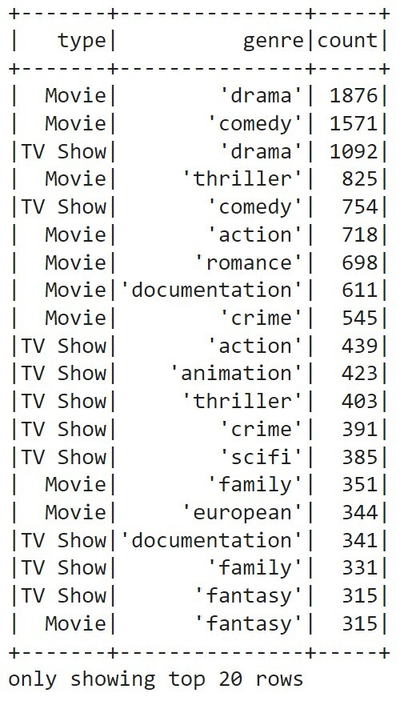 +-------+---------------+-----+
|   type|          genre|count|
+-------+---------------+-----+
|  Movie|        'drama'| 1876|
|  Movie|       'comedy'| 1571|
|TV Show|        'drama'| 1092|
|  Movie|     'thriller'|  825|
|TV Show|       'comedy'|  754|
|  Movie|       'action'|  718|
|  Movie|      'romance'|  698|
|  Movie|'documentation'|  611|
|  Movie|        'crime'|  545|
|TV Show|       'action'|  439|
|TV Show|    'animation'|  423|
|TV Show|     'thriller'|  403|
|TV Show|        'crime'|  391|
|TV Show|        'scifi'|  385|
|  Movie|       'family'|  351|
|  Movie|     'european'|  344|
|TV Show|'documentation'|  341|
|TV Show|       'family'|  331|
|TV Show|      'fantasy'|  315|
|  Movie|      'fantasy'|  315|
+-------+---------------+-----+
only showing top 20 rows